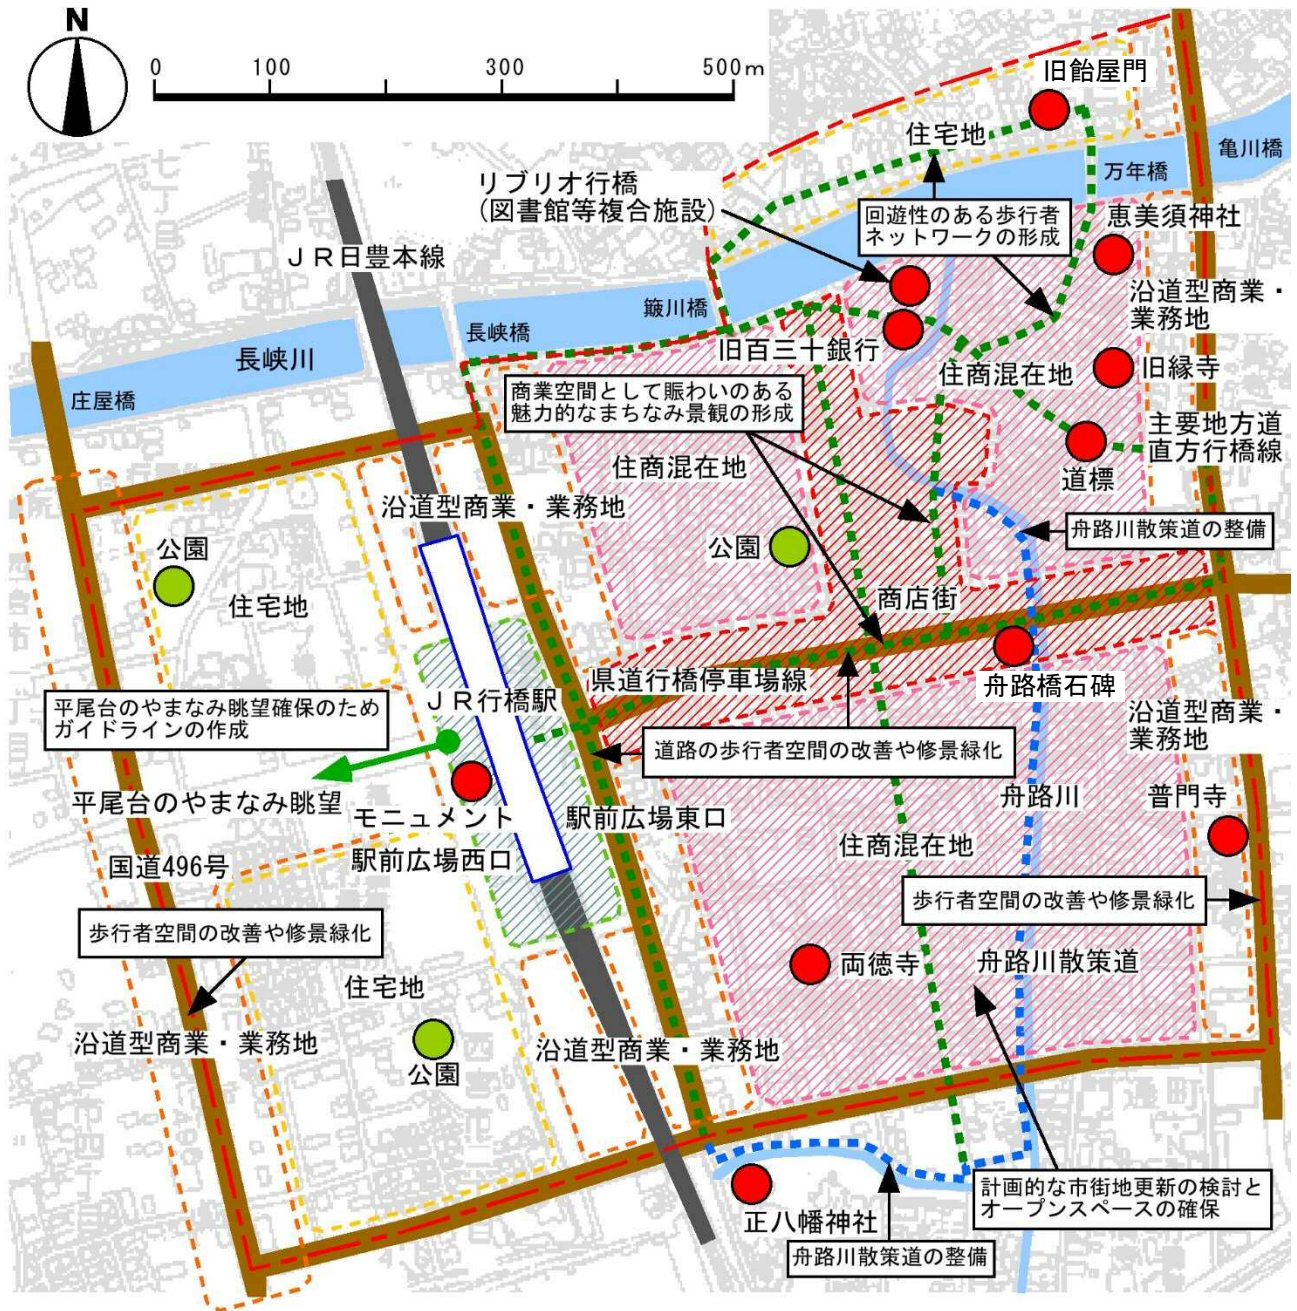 N
0
100
300
500m
旧飴屋門
住宅地
亀川橋
万年橋
リブリオ行橋
(図書館等複合施設)
回遊性のある歩行者
ネットワークの形成
恵美須神社
JR日豊本線
沿道型商業・
業務地
簸川橋
長峡橋
長峡川
旧百三十銀行
住商混在地
旧縁寺
庄屋橋
商業空間として賑わいのある
魅力的なまちなみ景観の形成
主要地方道
直方行橋線
住商混在地
道標
沿道型商業・業務地
舟路川散策道の整備
公園
公園
住宅地
商店街
県道行橋停車場線
舟路橋石碑
JR行橋駅
平尾台のやまなみ眺望確保のため
ガイドラインの作成
沿道型商業・
業務地
道路の歩行者空間の改善や修景緑化
平尾台のやまなみ眺望
モニュメント
駅前広場東口
舟路川
普門寺
国道496号
駅前広場西口
住商混在地
歩行者空間の改善や修景緑化
歩行者空間の改善や修景緑化
両徳寺
舟路川散策道
住宅地
沿道型商業・業務地
沿道型商業・業務地
公園
計画的な市街地更新の検討と
オープンスペースの確保
正八幡神社
舟路川散策道の整備